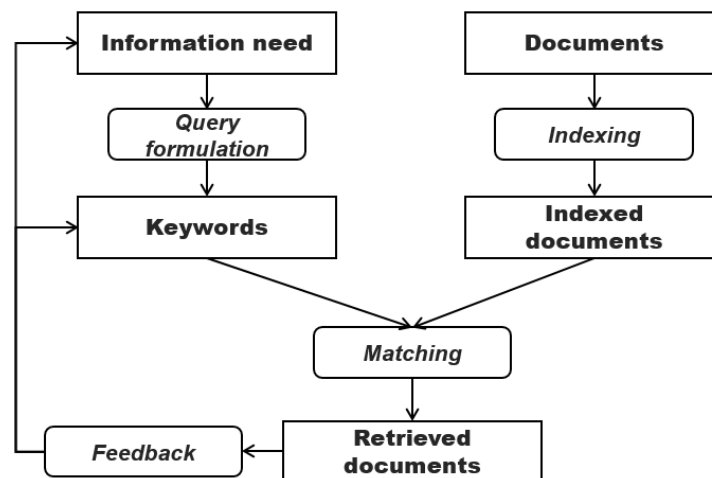 Information need
Documents
Query
formulation
Indexing
Keywords
Indexed
documents
Matching
Feedback
Retrieved
documents